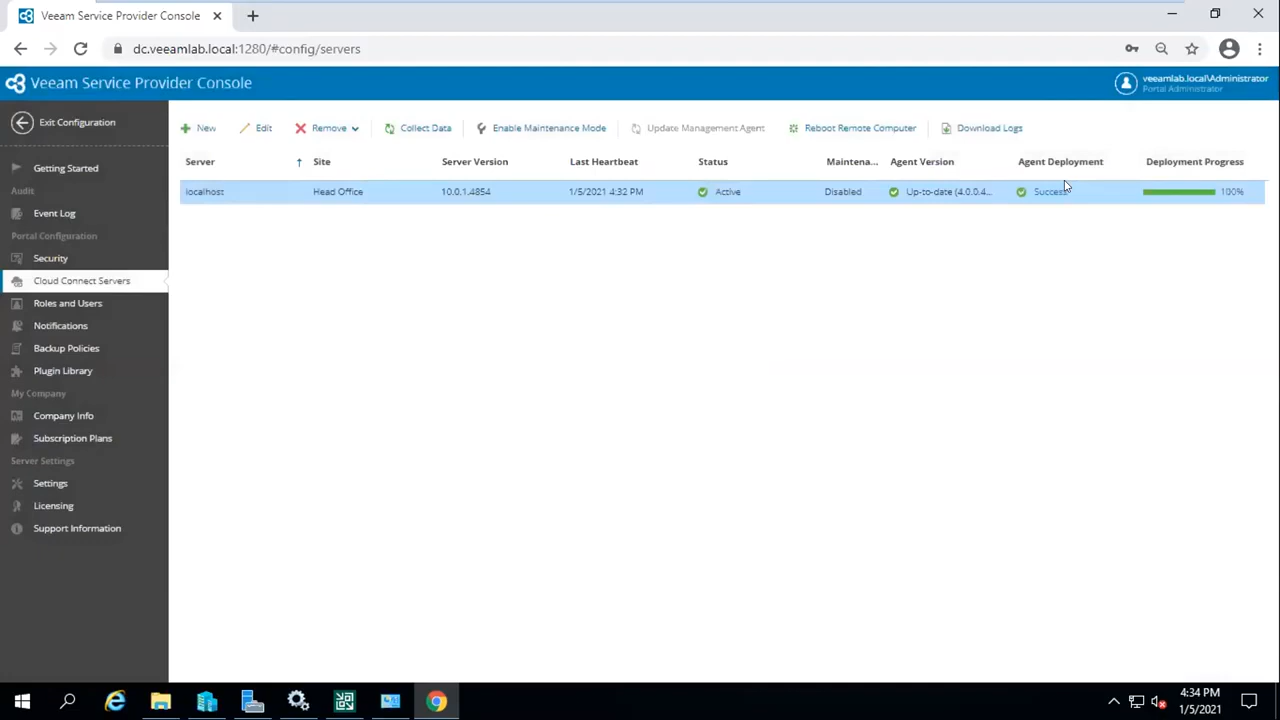 Veeam Service Provider Console
dc.veeamlab.local:1280/#config/servers
Veeam Service Provider Console
veeamlab.local\Administrator
Portal Administrator
Exit Configuration
New Edit Remove Collect Data Enable Maintenance Mode Update Management Agent Reboot Remote Computer Download Logs
Server Site Server Version Last Heartbeat Status Maintena... Agent Version Agent Deployment Deployment Progress
localhost Head Office 10.0.1.4854 1/5/2021 4:32 PM Active Disabled Up-to-date (4.0.0.4... Success 100%
Getting Started
Audit
Event Log
Portal Configuration
Security
Cloud Connect Servers
Roles and Users
Notifications
Backup Policies
Plugin Library
My Company
Company Info
Subscription Plans
Server Settings
Settings
Licensing
Support Information
4:34 PM
1/5/2021